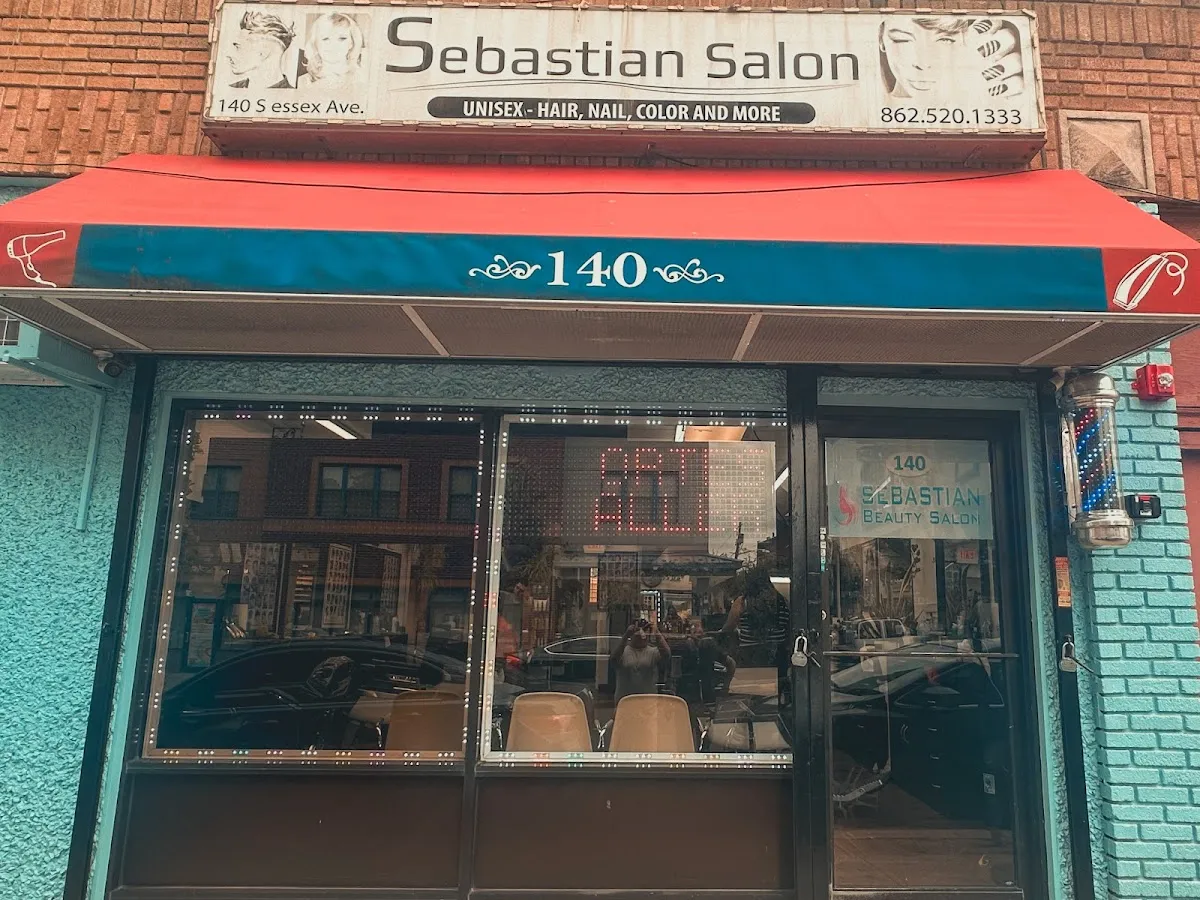 Sebastian Salon
140 S essex Ave.
UNISEX - HAIR, NAIL, COLOR AND MORE
862.520.1333
140
140
SEBASTIAN
BEAUTY SALON